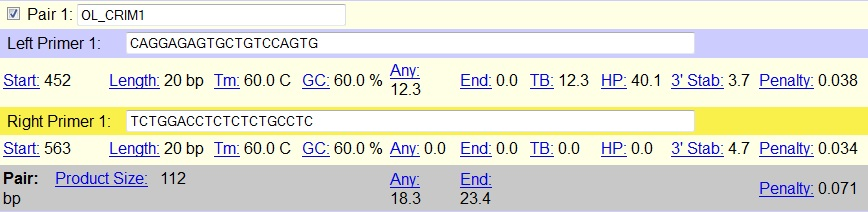 Pair 1: OL_CRIM1
Left Primer 1: CAGGAGAGTGCTGTCCAGTG
Start: 452 Length: 20 bp Tm: 60.0 C GC: 60.0 % Any: 12.3 End: 0.0 TB: 12.3 HP: 40.1 3' Stab: 3.7 Penalty: 0.038
Right Primer 1: TCTGGACCTCTCTCTGCCTC
Start: 563 Length: 20 bp Tm: 60.0 C GC: 60.0 % Any: 0.0 End: 0.0 TB: 0.0 HP: 0.0 3' Stab: 4.7 Penalty: 0.034
Pair: Product Size: 112 bp Any: 18.3 End: 23.4 Penalty: 0.071